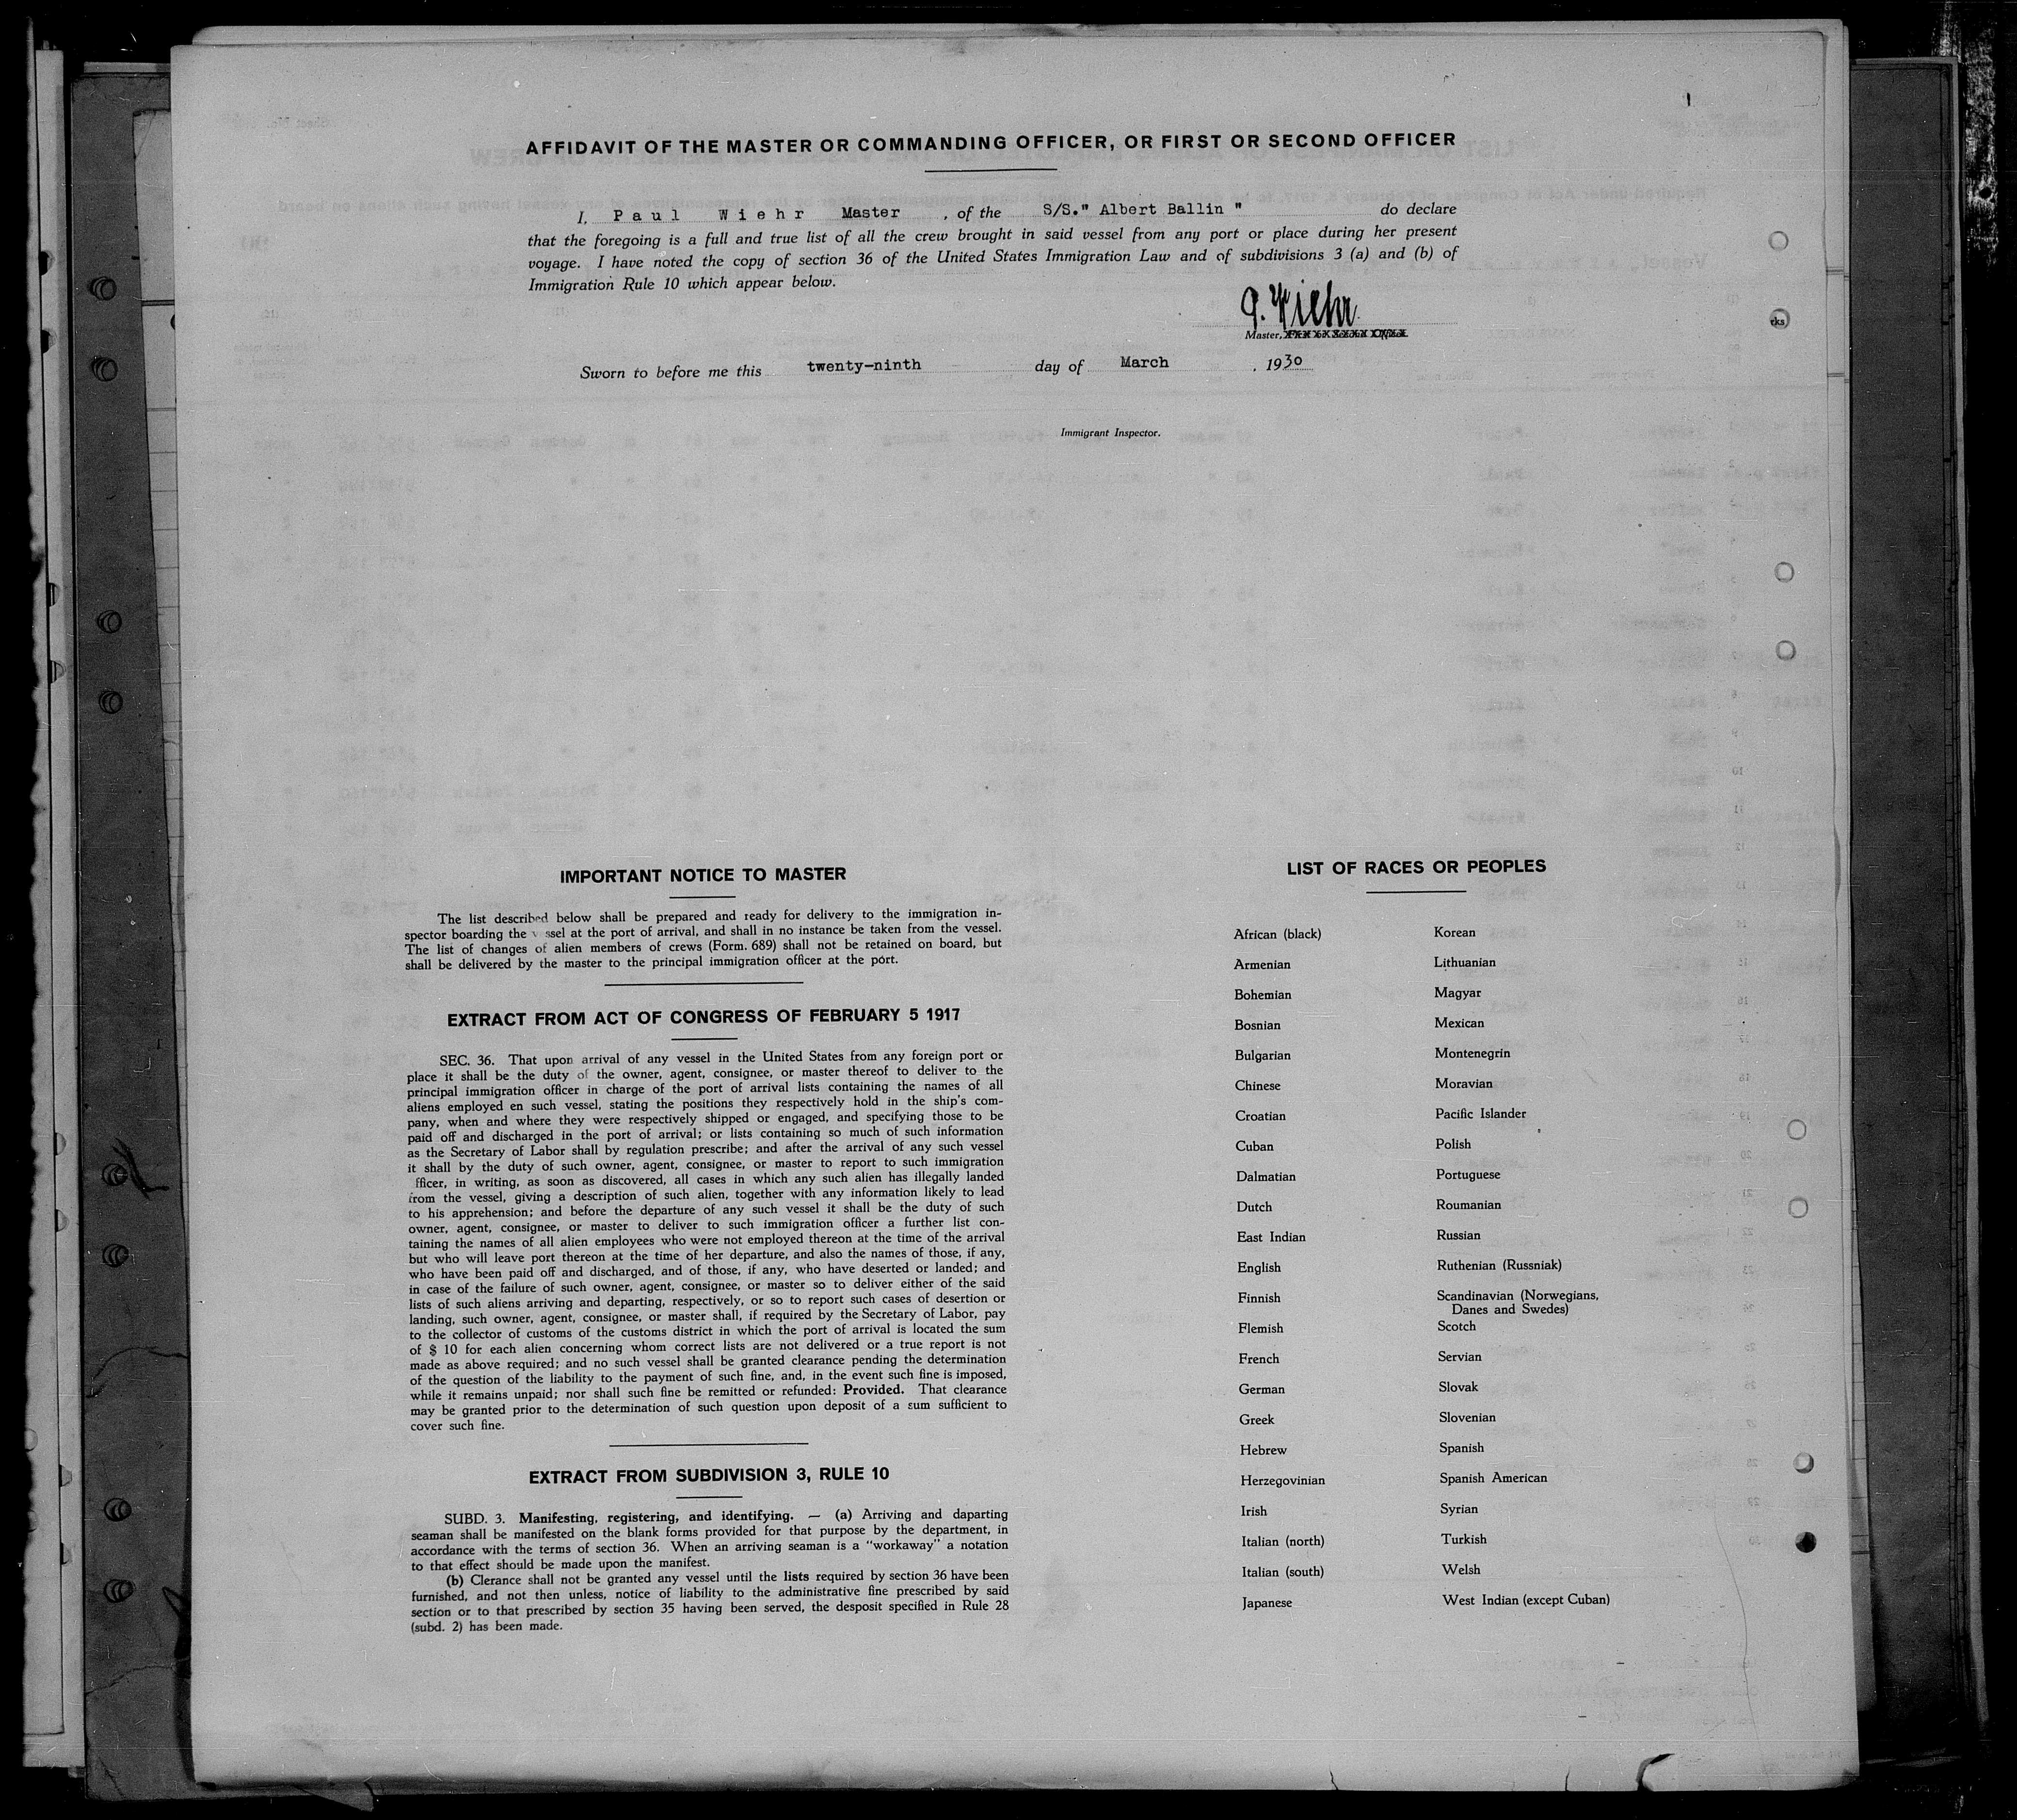 AFFIDAVIT OF THE MASTER OR COMMANDING OFFICER, OR FIRST OR SECOND OFFICER
I, Paul Wiehr Master , of the S/S." Albert Ballin " do declare
that the foregoing is a full and true list of all the crew brought in said vessel from any port or place during her present
voyage. I have noted the copy of section 36 of the United States Immigration Law and of subdivisions 3 (a) and (b) of
Immigration Rule 10 which appear below.
P. Wiehr
Master,
Sworn to before me this twenty-ninth day of March , 1930
Immigrant Inspector.
IMPORTANT NOTICE TO MASTER
The list described below shall be prepared and ready for delivery to the immigration in-
spector boarding the v ssel at the port of arrival, and shall in no instance be taken from the vessel.
The list of changes of alien members of crews (Form. 689) shall not be retained on board, but
shall be delivered by the master to the principal immigration officer at the port.
EXTRACT FROM ACT OF CONGRESS OF FEBRUARY 5 1917
SEC. 36. That upon arrival of any vessel in the United States from any foreign port or
place it shall be the duty of the owner, agent, consignee, or master thereof to deliver to the
principal immigration officer in charge of the port of arrival lists containing the names of all
aliens employed en such vessel, stating the positions they respectively hold in the ship's com-
pany, when and where they were respectively shipped or engaged, and specifying those to be
paid off and discharged in the port of arrival; or lists containing so much of such information
as the Secretary of Labor shall by regulation prescribe; and after the arrival of any such vessel
it shall by the duty of such owner, agent, consignee, or master to report to such immigration
fficer, in writing, as soon as discovered, all cases in which any such alien has illegally landed
from the vessel, giving a description of such alien, together with any information likely to lead
to his apprehension; and before the departure of any such vessel it shall be the duty of such
owner, agent, consignee, or master to deliver to such immigration officer a further list con-
taining the names of all alien employees who were not employed thereon at the time of the arrival
but who will leave port thereon at the time of her departure, and also the names of those, if any,
who have been paid off and discharged, and of those, if any, who have deserted or landed; and
in case of the failure of such owner, agent, consignee, or master so to deliver either of the said
lists of such aliens arriving and departing, respectively, or so to report such cases of desertion or
landing, such owner, agent, consignee, or master shall, if required by the Secretary of Labor, pay
to the collector of customs of the customs district in which the port of arrival is located the sum
of $ 10 for each alien concerning whom correct lists are not delivered or a true report is not
made as above required; and no such vessel shall be granted clearance pending the determination
of the question of the liability to the payment of such fine, and, in the event such fine is imposed,
while it remains unpaid; nor shall such fine be remitted or refunded: Provided. That clearance
may be granted prior to the determination of such question upon deposit of a sum sufficient to
cover such fine.
EXTRACT FROM SUBDIVISION 3, RULE 10
SUBD. 3. Manifesting, registering, and identifying. — (a) Arriving and daparting
seaman shall be manifested on the blank forms provided for that purpose by the department, in
accordance with the terms of section 36. When an arriving seaman is a "workaway" a notation
to that effect should be made upon the manifest.
(b) Clerance shall not be granted any vessel until the lists required by section 36 have been
furnished, and not then unless, notice of liability to the administrative fine prescribed by said
section or to that prescribed by section 35 having been served, the desposit specified in Rule 28
(subd. 2) has been made.
LIST OF RACES OR PEOPLES
African (black)
Armenian
Bohemian
Bosnian
Bulgarian
Chinese
Croatian
Cuban
Dalmatian
Dutch
East Indian
English
Finnish
Flemish
French
German
Greek
Hebrew
Herzegovinian
Irish
Italian (north)
Italian (south)
Japanese
Korean
Lithuanian
Magyar
Mexican
Montenegrin
Moravian
Pacific Islander
Polish
Portuguese
Roumanian
Russian
Ruthenian (Russniak)
Scandinavian (Norwegians,
Danes and Swedes)
Scotch
Servian
Slovak
Slovenian
Spanish
Spanish American
Syrian
Turkish
Welsh
West Indian (except Cuban)
rks